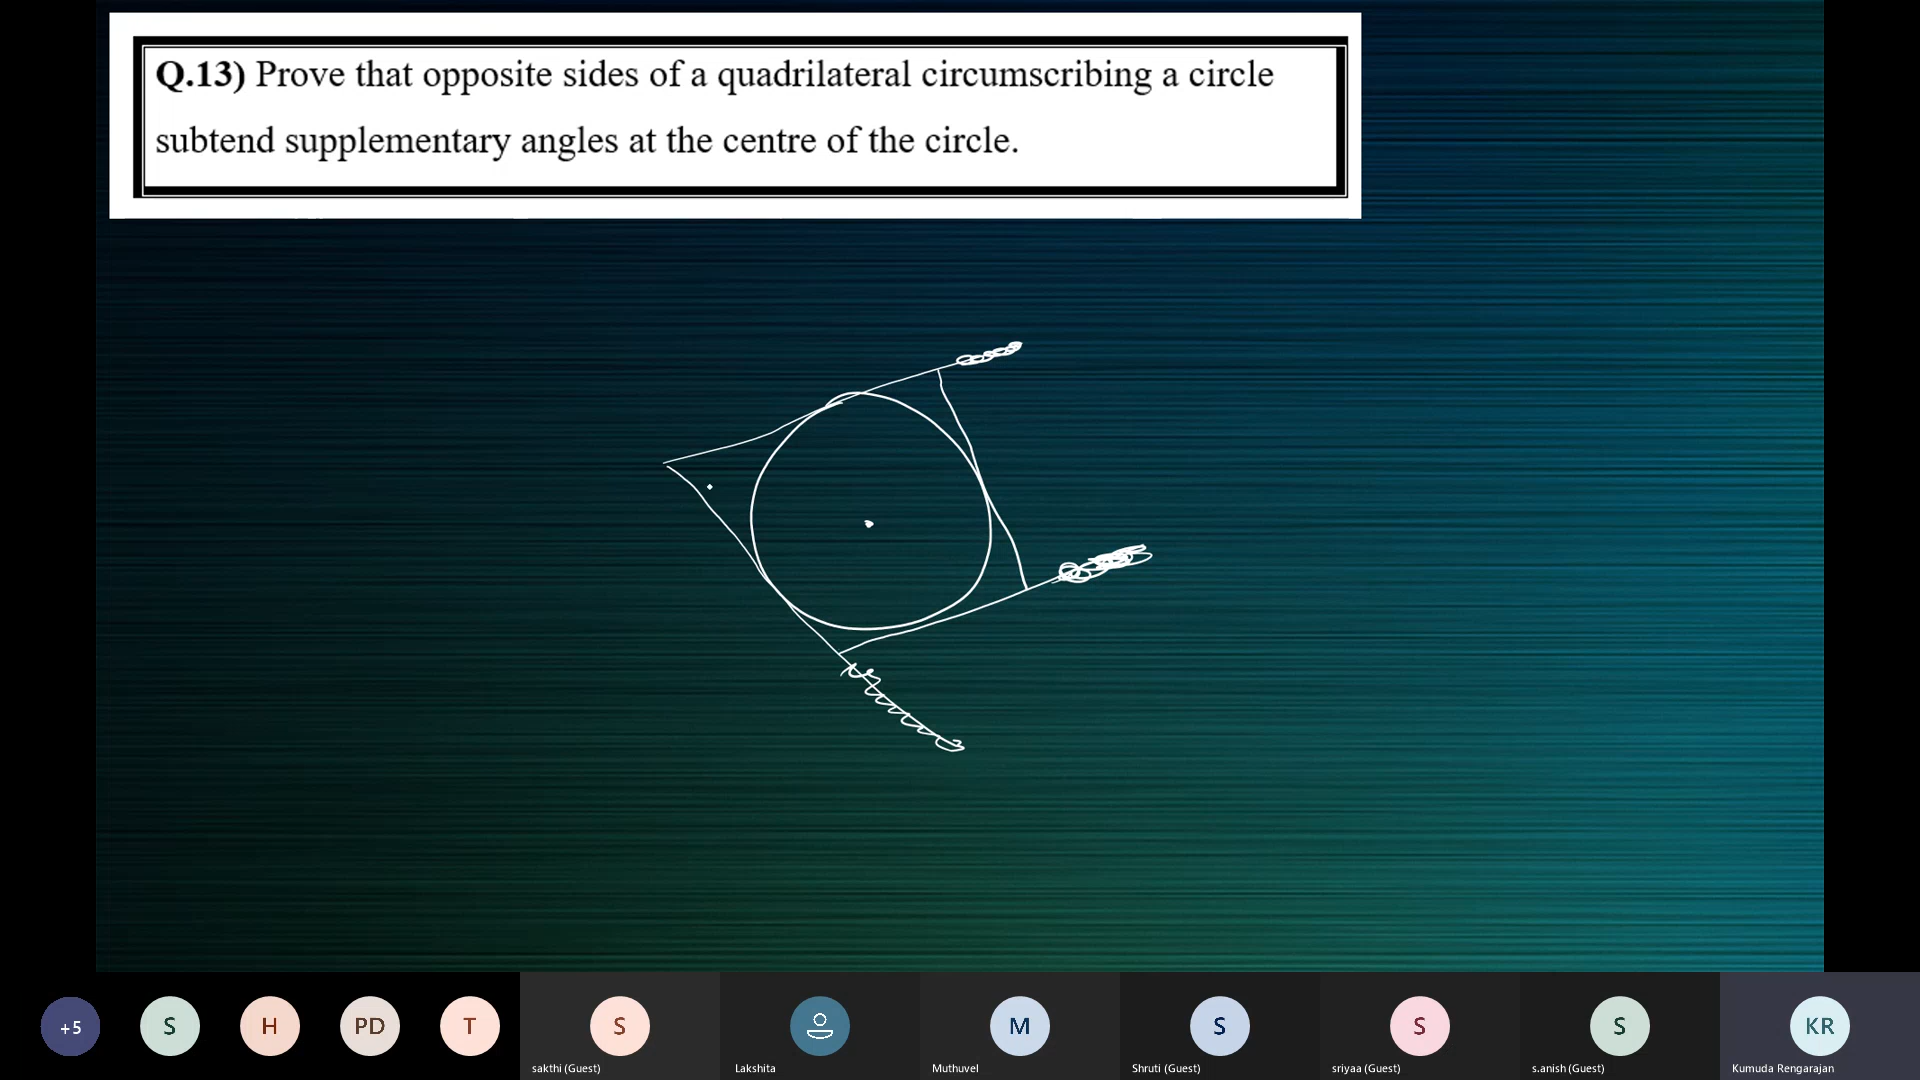 Q.13) Prove that opposite sides of a quadrilateral circumscribing a circle
subtend supplementary angles at the centre of the circle.
+5 S H PD T S M S S S KR
sakthi (Guest) Lakshita Muthuvel Shruti (Guest) sriyaa (Guest) s.anish (Guest) Kumuda Rengarajan